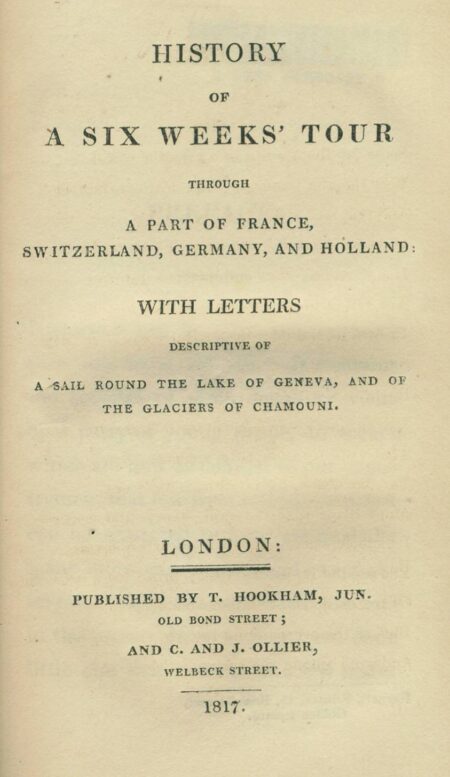 HISTORY
OF
A SIX WEEKS' TOUR
THROUGH
A PART OF FRANCE,
SWITZERLAND, GERMANY, AND HOLLAND:
WITH LETTERS
DESCRIPTIVE OF
A SAIL ROUND THE LAKE OF GENEVA, AND OF
THE GLACIERS OF CHAMOUNI.
LONDON:
PUBLISHED BY T. HOOKHAM, JUN.
OLD BOND STREET;
AND C. AND J. OLLIER,
WELBECK STREET.
1817.